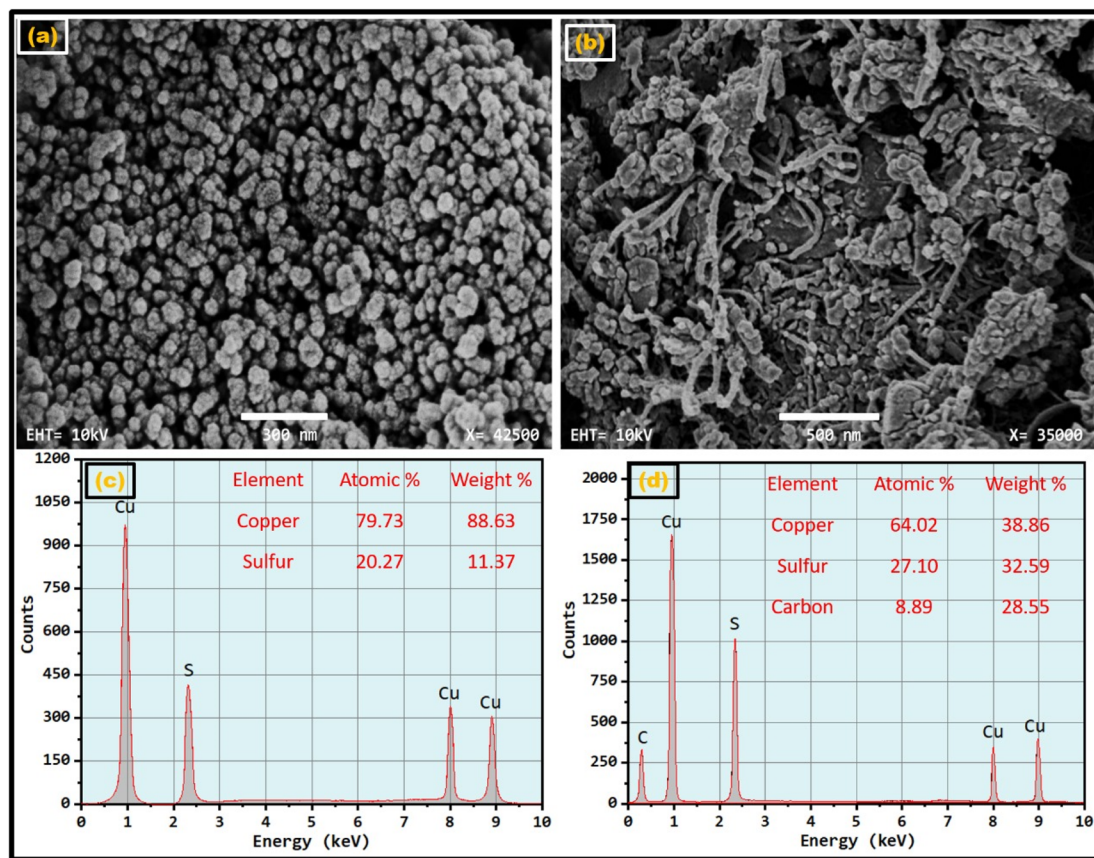 (a)
EHT= 10kV 300 nm X= 42500
(b)
EHT= 10kV 500 nm X= 35000
(c)
1200
1050
900
750
600
450
300
150
0
Counts
Cu
S
Cu
Cu
Element Atomic % Weight %
Copper 79.73 88.63
Sulfur 20.27 11.37
0 1 2 3 4 5 6 7 8 9 10
Energy (keV)
(d)
2000
1750
1500
1250
1000
750
500
250
0
Counts
C
Cu
S
Cu
Cu
Element Atomic % Weight %
Copper 64.02 38.86
Sulfur 27.10 32.59
Carbon 8.89 28.55
0 1 2 3 4 5 6 7 8 9 10
Energy (keV)